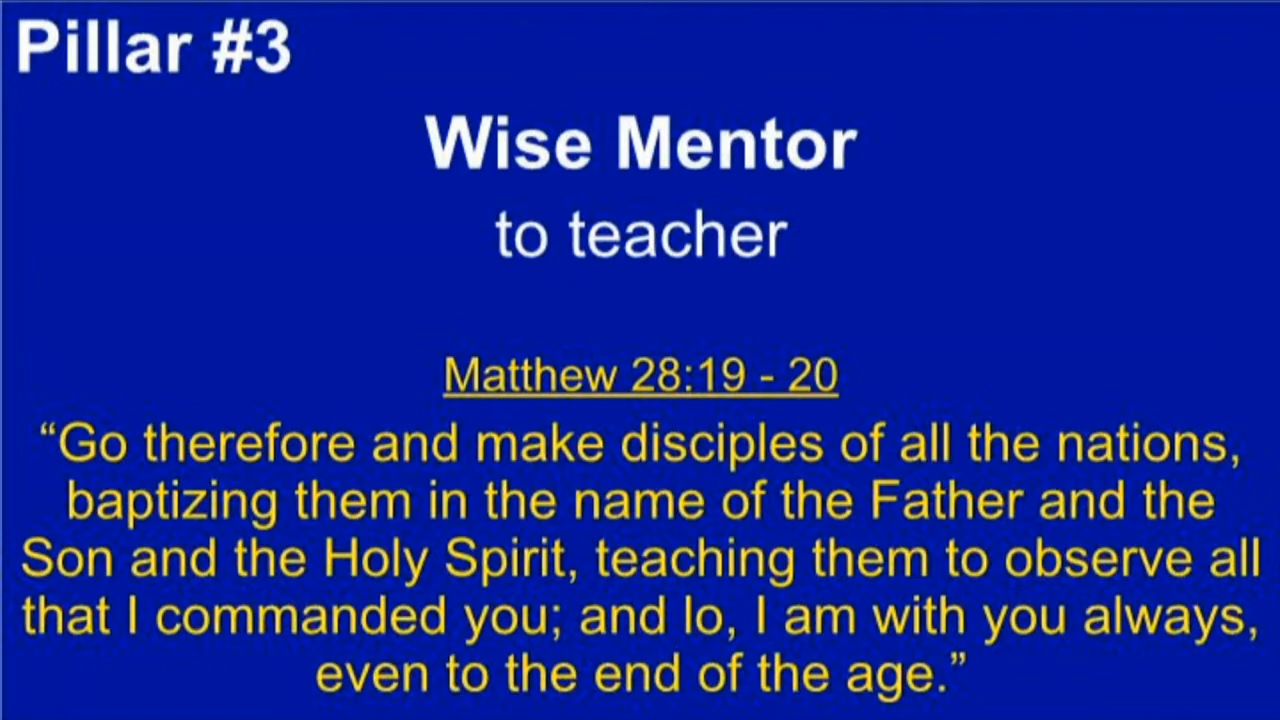 Pillar #3
Wise Mentor
to teacher
Matthew 28:19 - 20
“Go therefore and make disciples of all the nations,
baptizing them in the name of the Father and the
Son and the Holy Spirit, teaching them to observe all
that I commanded you; and lo, I am with you always,
even to the end of the age.”